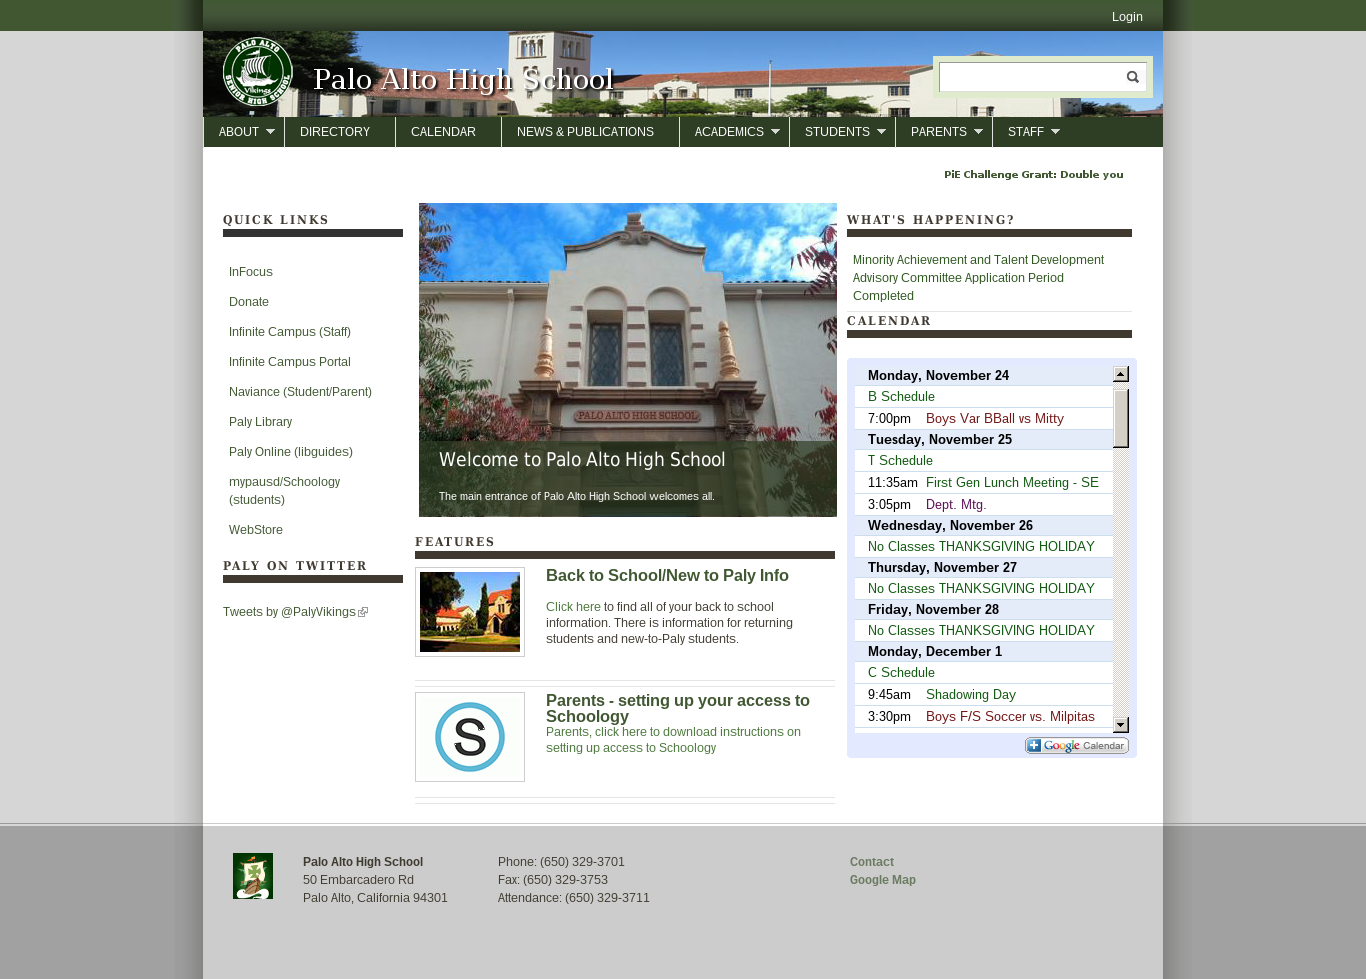 Login
PALO ALTO
Vikings
SENIOR HIGH SCHOOL
Palo Alto High School
ABOUT
DIRECTORY
CALENDAR
NEWS & PUBLICATIONS
ACADEMICS
STUDENTS
PARENTS
STAFF
PiE Challenge Grant: Double you
QUICK LINKS
InFocus
Donate
Infinite Campus (Staff)
Infinite Campus Portal
Naviance (Student/Parent)
Paly Library
Paly Online (libguides)
mypausd/Schoology
(students)
WebStore
PALY ON TWITTER
Tweets by @PalyVikings
PALO ALTO HIGH SCHOOL
Welcome to Palo Alto High School
The main entrance of Palo Alto High School welcomes all.
FEATURES
Back to School/New to Paly Info
Click here to find all of your back to school
information. There is information for returning
students and new-to-Paly students.
S
Parents - setting up your access to
Schoology
Parents, click here to download instructions on
setting up access to Schoology
WHAT'S HAPPENING?
Minority Achievement and Talent Development
Advisory Committee Application Period
Completed
CALENDAR
Monday, November 24
B Schedule
7:00pm Boys Var BBall vs Mitty
Tuesday, November 25
T Schedule
11:35am First Gen Lunch Meeting - SE
3:05pm Dept. Mtg.
Wednesday, November 26
No Classes THANKSGIVING HOLIDAY
Thursday, November 27
No Classes THANKSGIVING HOLIDAY
Friday, November 28
No Classes THANKSGIVING HOLIDAY
Monday, December 1
C Schedule
9:45am Shadowing Day
3:30pm Boys F/S Soccer vs. Milpitas
Google Calendar
Palo Alto High School
50 Embarcadero Rd
Palo Alto, California 94301
Phone: (650) 329-3701
Fax: (650) 329-3753
Attendance: (650) 329-3711
Contact
Google Map